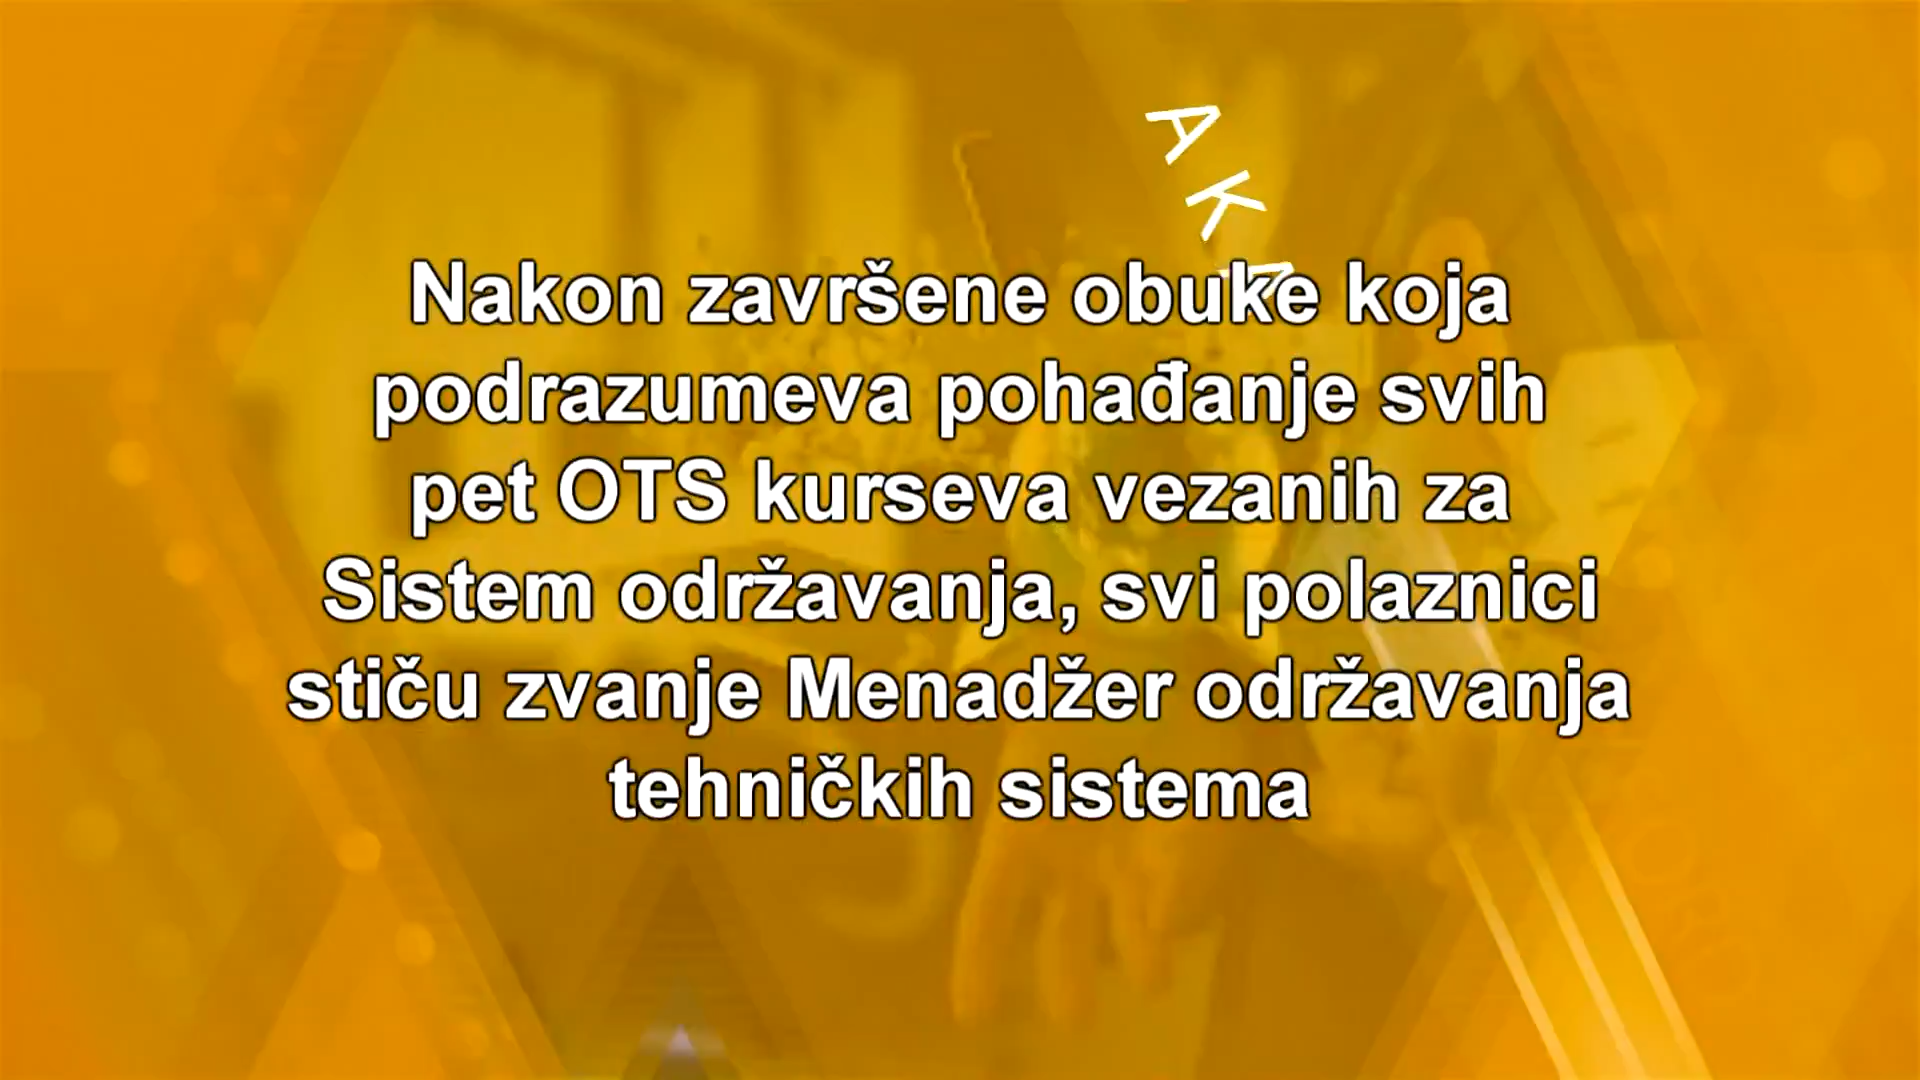 AKA
Nakon završene obuke koja
podrazumeva pohađanje svih
pet OTS kurseva vezanih za
Sistem održavanja, svi polaznici
stiču zvanje Menadžer održavanja
tehničkih sistema